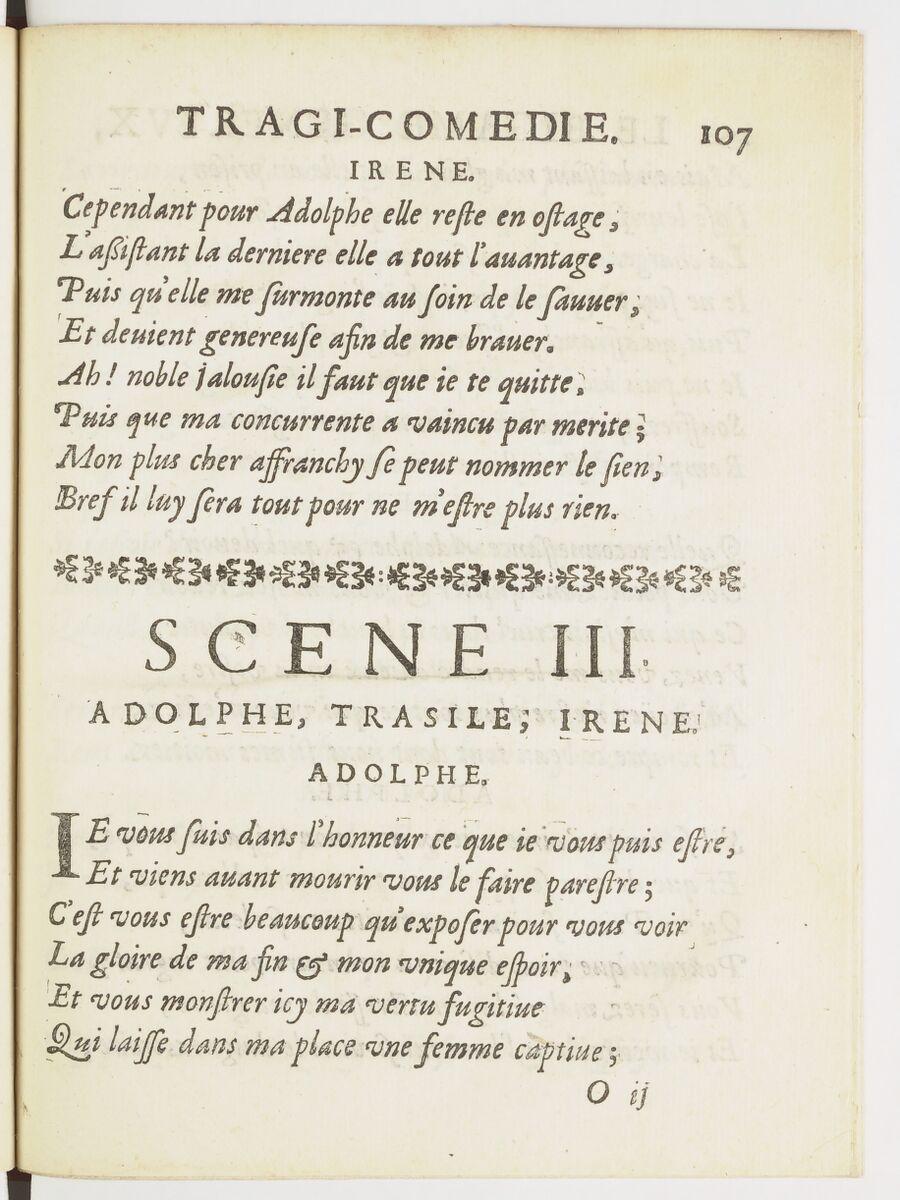 TRAGI-COMEDIE. 107
IRENE.
Cependant pour Adolphe elle reſte en oſtage,
L'aßiſtant la derniere elle a tout l'auantage,
Puis qu'elle me ſurmonte au ſoin de le ſauuer,
Et deuient genereuſe afin de me brauer.
Ah! noble jalouſie il faut que ie te quitte,
Puis que ma concurrente a vaincu par merite;
Mon plus cher affranchy ſe peut nommer le ſien,
Bref il luy ſera tout pour ne m'eſtre plus rien.
SCENE III.
ADOLPHE, TRASILE, IRENE.
ADOLPHE.
IE vous ſuis dans l'honneur ce que ie vous puis eſtre,
Et viens auant mourir vous le faire pareſtre;
C'eſt vous eſtre beaucoup qu'expoſer pour vous voir
La gloire de ma fin & mon vnique eſpoir,
Et vous monſtrer icy ma vertu fugitiue
Qui laiſſe dans ma place vne femme captiue;
O ij